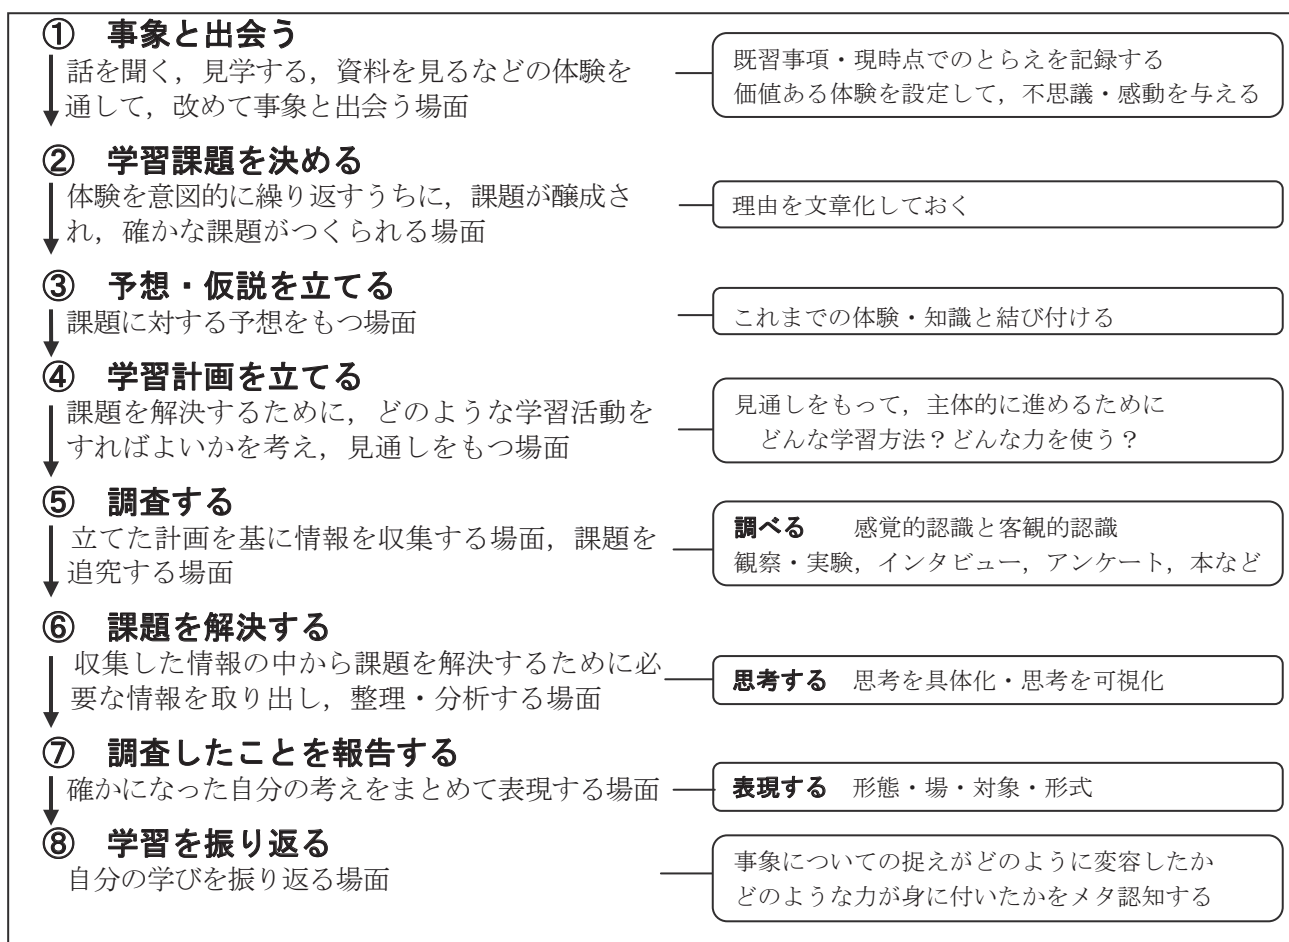 ① 事象と出会う
話を聞く，見学する，資料を見るなどの体験を
通して，改めて事象と出会う場面
既習事項・現時点でのとらえを記録する
価値ある体験を設定して，不思議・感動を与える
② 学習課題を決める
体験を意図的に繰り返すうちに，課題が醸成さ
れ，確かな課題がつくられる場面
理由を文章化しておく
③ 予想・仮説を立てる
課題に対する予想をもつ場面
これまでの体験・知識と結び付ける
④ 学習計画を立てる
課題を解決するために，どのような学習活動を
すればよいかを考え，見通しをもつ場面
見通しをもって，主体的に進めるために
どんな学習方法？どんな力を使う？
⑤ 調査する
立てた計画を基に情報を収集する場面，課題を
追究する場面
調べる 感覚的認識と客観的認識
観察・実験，インタビュー，アンケート，本など
⑥ 課題を解決する
収集した情報の中から課題を解決するために必
要な情報を取り出し，整理・分析する場面
思考する 思考を具体化・思考を可視化
⑦ 調査したことを報告する
確かになった自分の考えをまとめて表現する場面
表現する 形態・場・対象・形式
⑧ 学習を振り返る
自分の学びを振り返る場面
事象についての捉えがどのように変容したか
どのような力が身に付いたかをメタ認知する